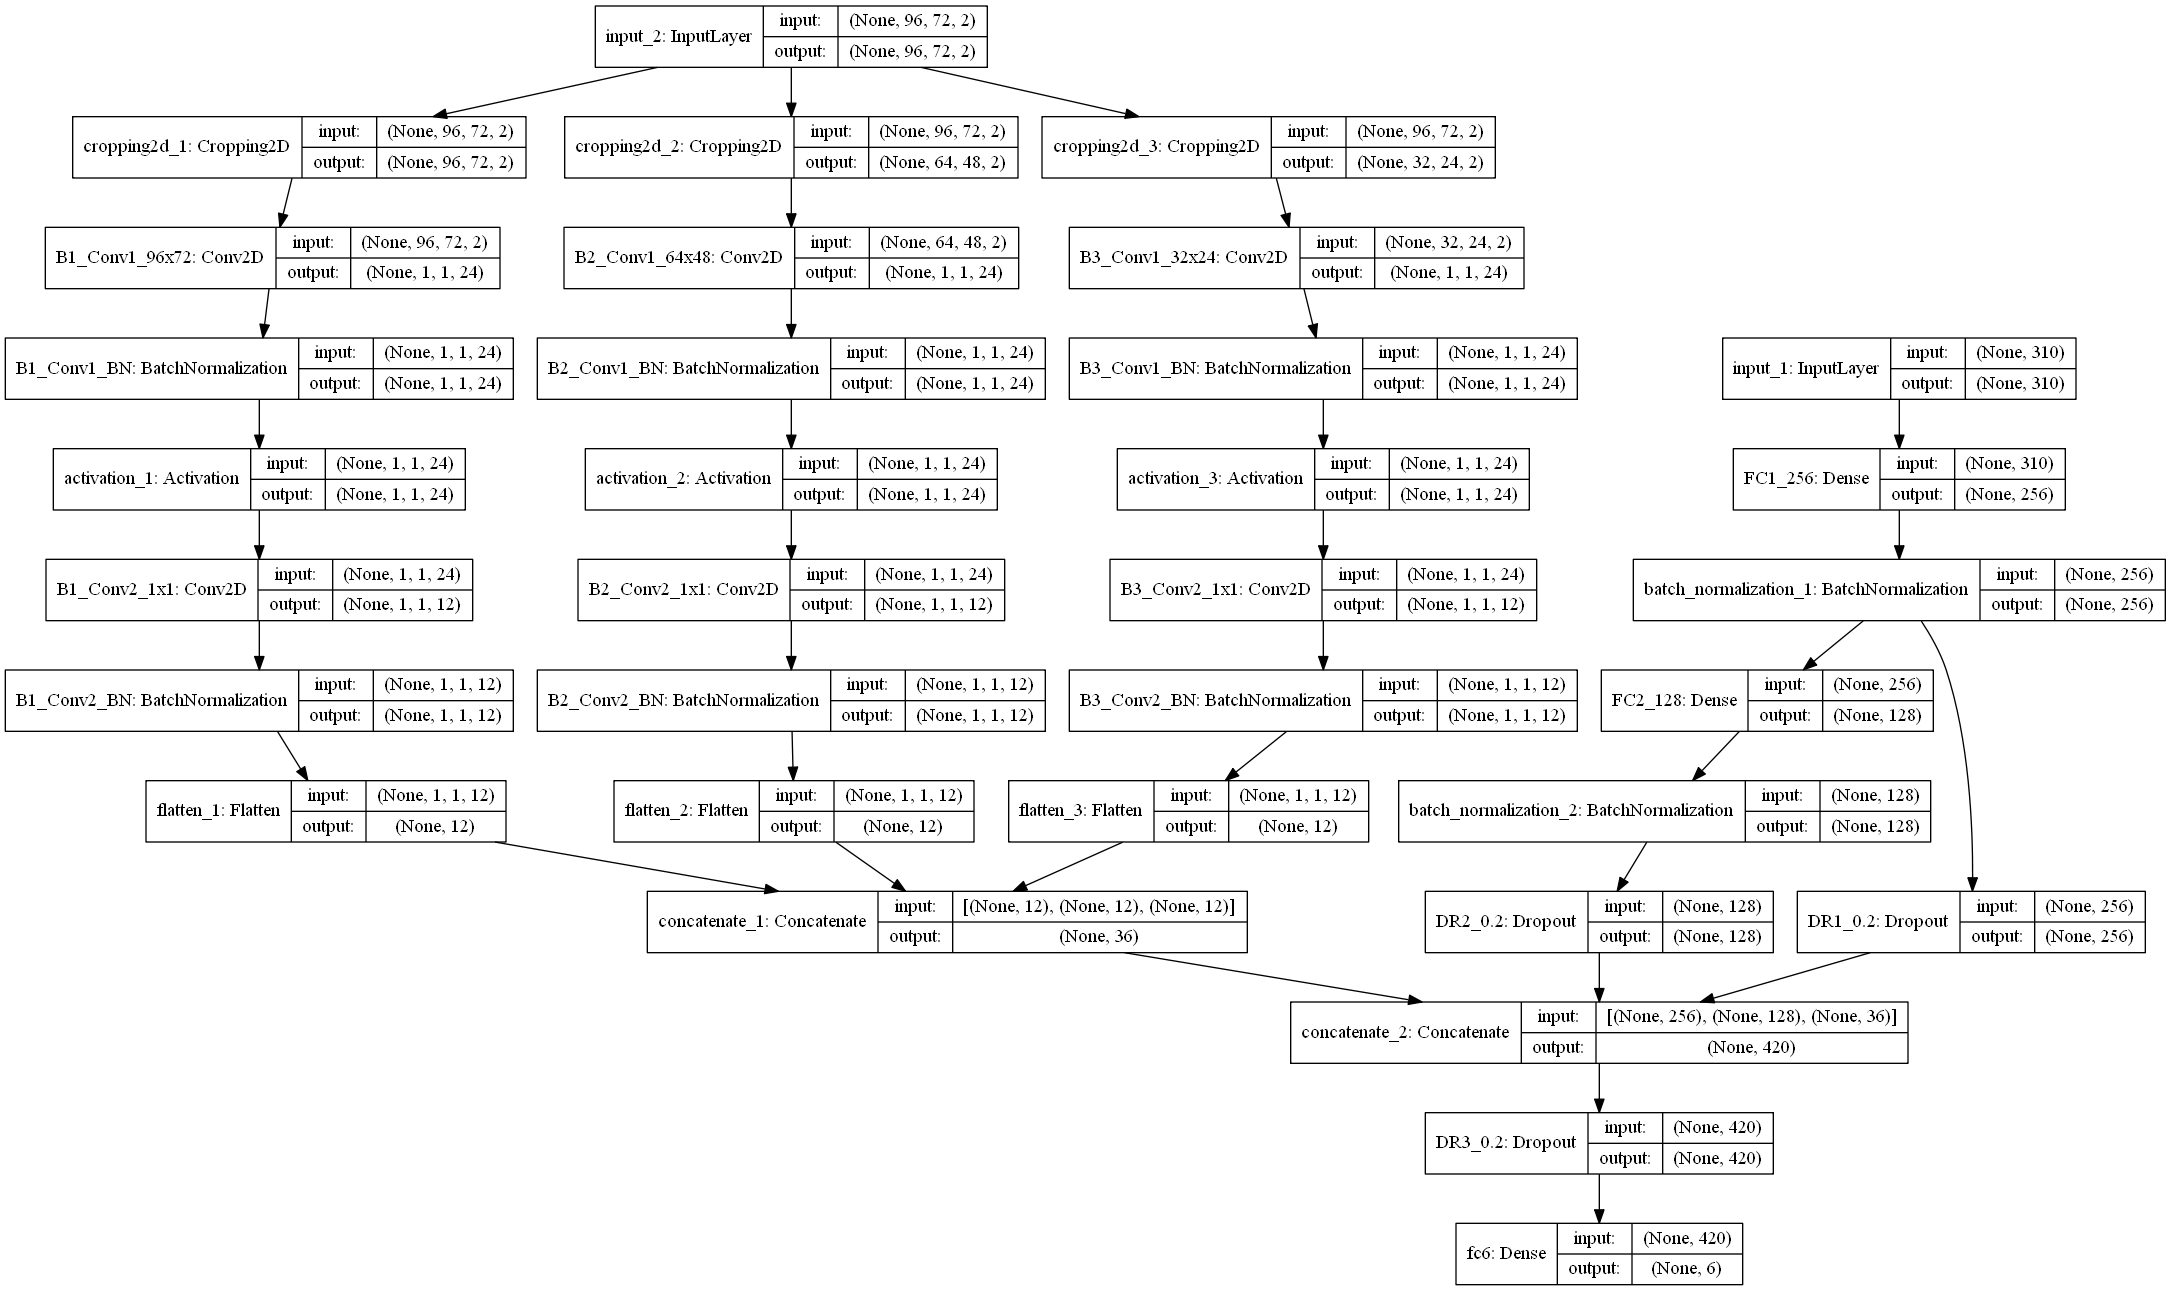 input_2: InputLayer
input:
(None, 96, 72, 2)
output:
(None, 96, 72, 2)
cropping2d_1: Cropping2D
input:
(None, 96, 72, 2)
output:
(None, 96, 72, 2)
cropping2d_2: Cropping2D
input:
(None, 96, 72, 2)
output:
(None, 64, 48, 2)
cropping2d_3: Cropping2D
input:
(None, 96, 72, 2)
output:
(None, 32, 24, 2)
B1_Conv1_96x72: Conv2D
input:
(None, 96, 72, 2)
output:
(None, 1, 1, 24)
B2_Conv1_64x48: Conv2D
input:
(None, 64, 48, 2)
output:
(None, 1, 1, 24)
B3_Conv1_32x24: Conv2D
input:
(None, 32, 24, 2)
output:
(None, 1, 1, 24)
B1_Conv1_BN: BatchNormalization
input:
(None, 1, 1, 24)
output:
(None, 1, 1, 24)
B2_Conv1_BN: BatchNormalization
input:
(None, 1, 1, 24)
output:
(None, 1, 1, 24)
B3_Conv1_BN: BatchNormalization
input:
(None, 1, 1, 24)
output:
(None, 1, 1, 24)
input_1: InputLayer
input:
(None, 310)
output:
(None, 310)
activation_1: Activation
input:
(None, 1, 1, 24)
output:
(None, 1, 1, 24)
activation_2: Activation
input:
(None, 1, 1, 24)
output:
(None, 1, 1, 24)
activation_3: Activation
input:
(None, 1, 1, 24)
output:
(None, 1, 1, 24)
FC1_256: Dense
input:
(None, 310)
output:
(None, 256)
B1_Conv2_1x1: Conv2D
input:
(None, 1, 1, 24)
output:
(None, 1, 1, 12)
B2_Conv2_1x1: Conv2D
input:
(None, 1, 1, 24)
output:
(None, 1, 1, 12)
B3_Conv2_1x1: Conv2D
input:
(None, 1, 1, 24)
output:
(None, 1, 1, 12)
batch_normalization_1: BatchNormalization
input:
(None, 256)
output:
(None, 256)
B1_Conv2_BN: BatchNormalization
input:
(None, 1, 1, 12)
output:
(None, 1, 1, 12)
B2_Conv2_BN: BatchNormalization
input:
(None, 1, 1, 12)
output:
(None, 1, 1, 12)
B3_Conv2_BN: BatchNormalization
input:
(None, 1, 1, 12)
output:
(None, 1, 1, 12)
FC2_128: Dense
input:
(None, 256)
output:
(None, 128)
flatten_1: Flatten
input:
(None, 1, 1, 12)
output:
(None, 12)
flatten_2: Flatten
input:
(None, 1, 1, 12)
output:
(None, 12)
flatten_3: Flatten
input:
(None, 1, 1, 12)
output:
(None, 12)
batch_normalization_2: BatchNormalization
input:
(None, 128)
output:
(None, 128)
concatenate_1: Concatenate
input:
[(None, 12), (None, 12), (None, 12)]
output:
(None, 36)
DR2_0.2: Dropout
input:
(None, 128)
output:
(None, 128)
DR1_0.2: Dropout
input:
(None, 256)
output:
(None, 256)
concatenate_2: Concatenate
input:
[(None, 256), (None, 128), (None, 36)]
output:
(None, 420)
DR3_0.2: Dropout
input:
(None, 420)
output:
(None, 420)
fc6: Dense
input:
(None, 420)
output:
(None, 6)